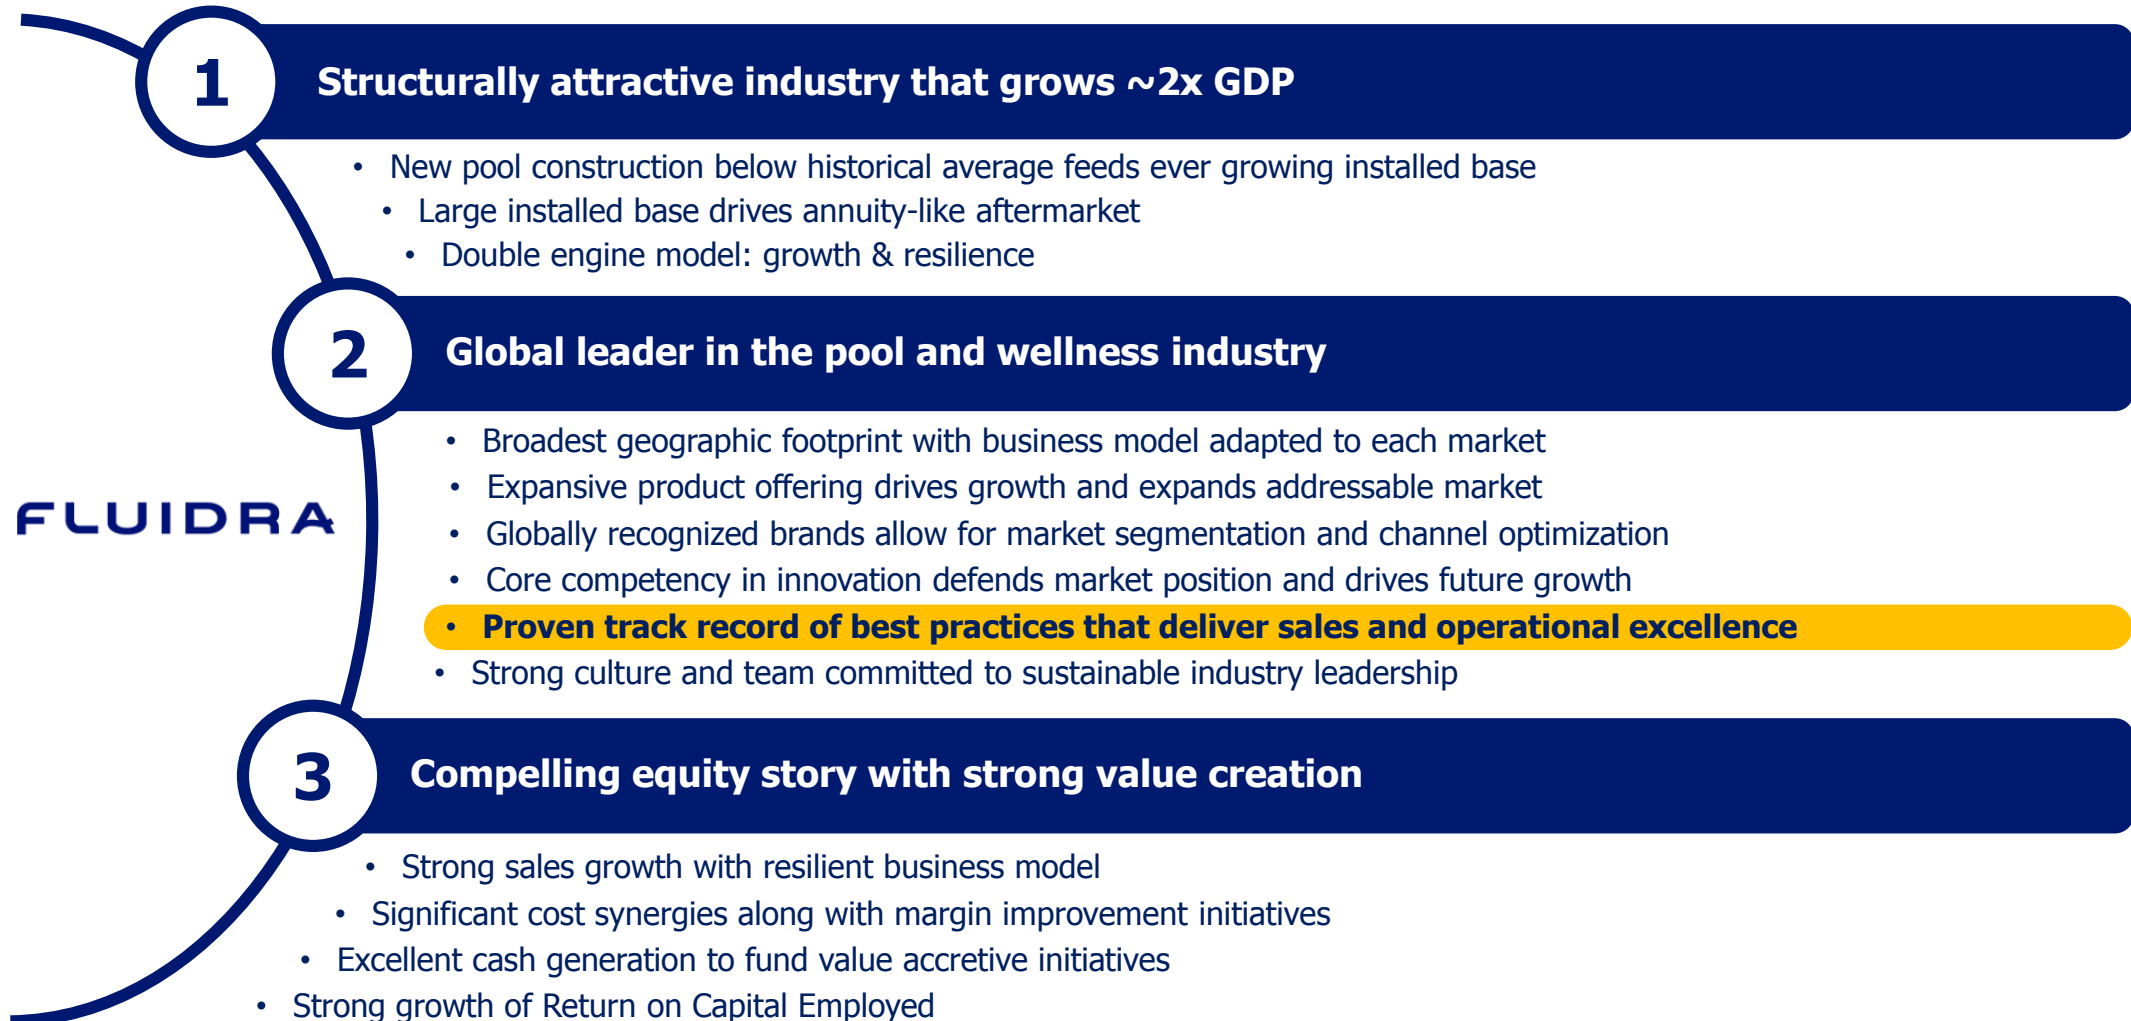 1
Structurally attractive industry that grows ~2x GDP
• New pool construction below historical average feeds ever growing installed base
• Large installed base drives annuity-like aftermarket
• Double engine model: growth & resilience
2
Global leader in the pool and wellness industry
• Broadest geographic footprint with business model adapted to each market
• Expansive product offering drives growth and expands addressable market
FLUIDRA
• Globally recognized brands allow for market segmentation and channel optimization
• Core competency in innovation defends market position and drives future growth
• Proven track record of best practices that deliver sales and operational excellence
• Strong culture and team committed to sustainable industry leadership
3
Compelling equity story with strong value creation
• Strong sales growth with resilient business model
• Significant cost synergies along with margin improvement initiatives
• Excellent cash generation to fund value accretive initiatives
• Strong growth of Return on Capital Employed